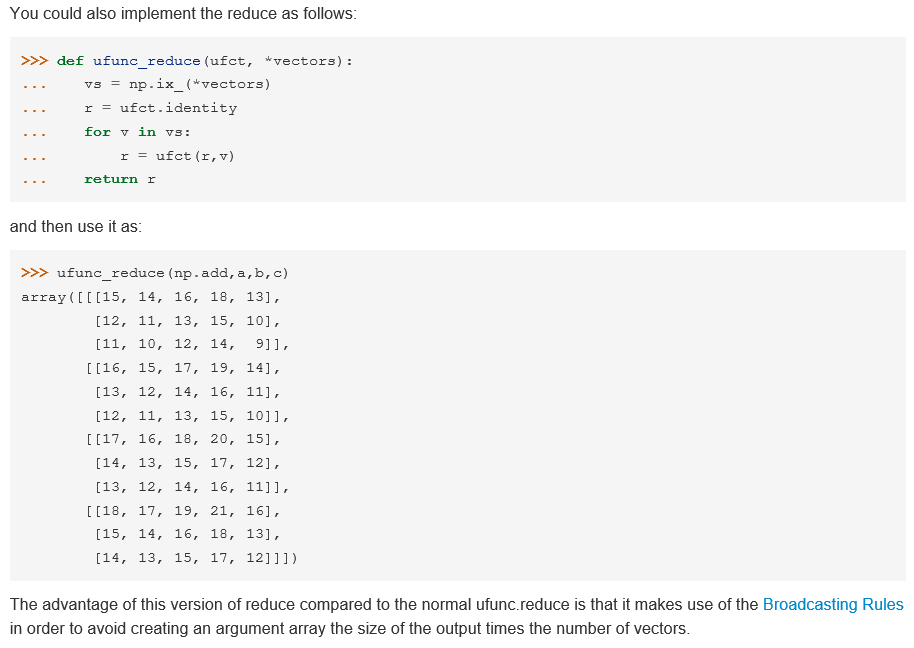 You could also implement the reduce as follows:
>>> def ufunc_reduce(ufct, *vectors):
...    vs = np.ix_(*vectors)
...    r = ufct.identity
...    for v in vs:
...        r = ufct(r,v)
...    return r
and then use it as:
>>> ufunc_reduce(np.add,a,b,c)
array([[[15, 14, 16, 18, 13],
        [12, 11, 13, 15, 10],
        [11, 10, 12, 14,  9]],
       [[16, 15, 17, 19, 14],
        [13, 12, 14, 16, 11],
        [12, 11, 13, 15, 10]],
       [[17, 16, 18, 20, 15],
        [14, 13, 15, 17, 12],
        [13, 12, 14, 16, 11]],
       [[18, 17, 19, 21, 16],
        [15, 14, 16, 18, 13],
        [14, 13, 15, 17, 12]]])
The advantage of this version of reduce compared to the normal ufunc.reduce is that it makes use of the Broadcasting Rules
in order to avoid creating an argument array the size of the output times the number of vectors.